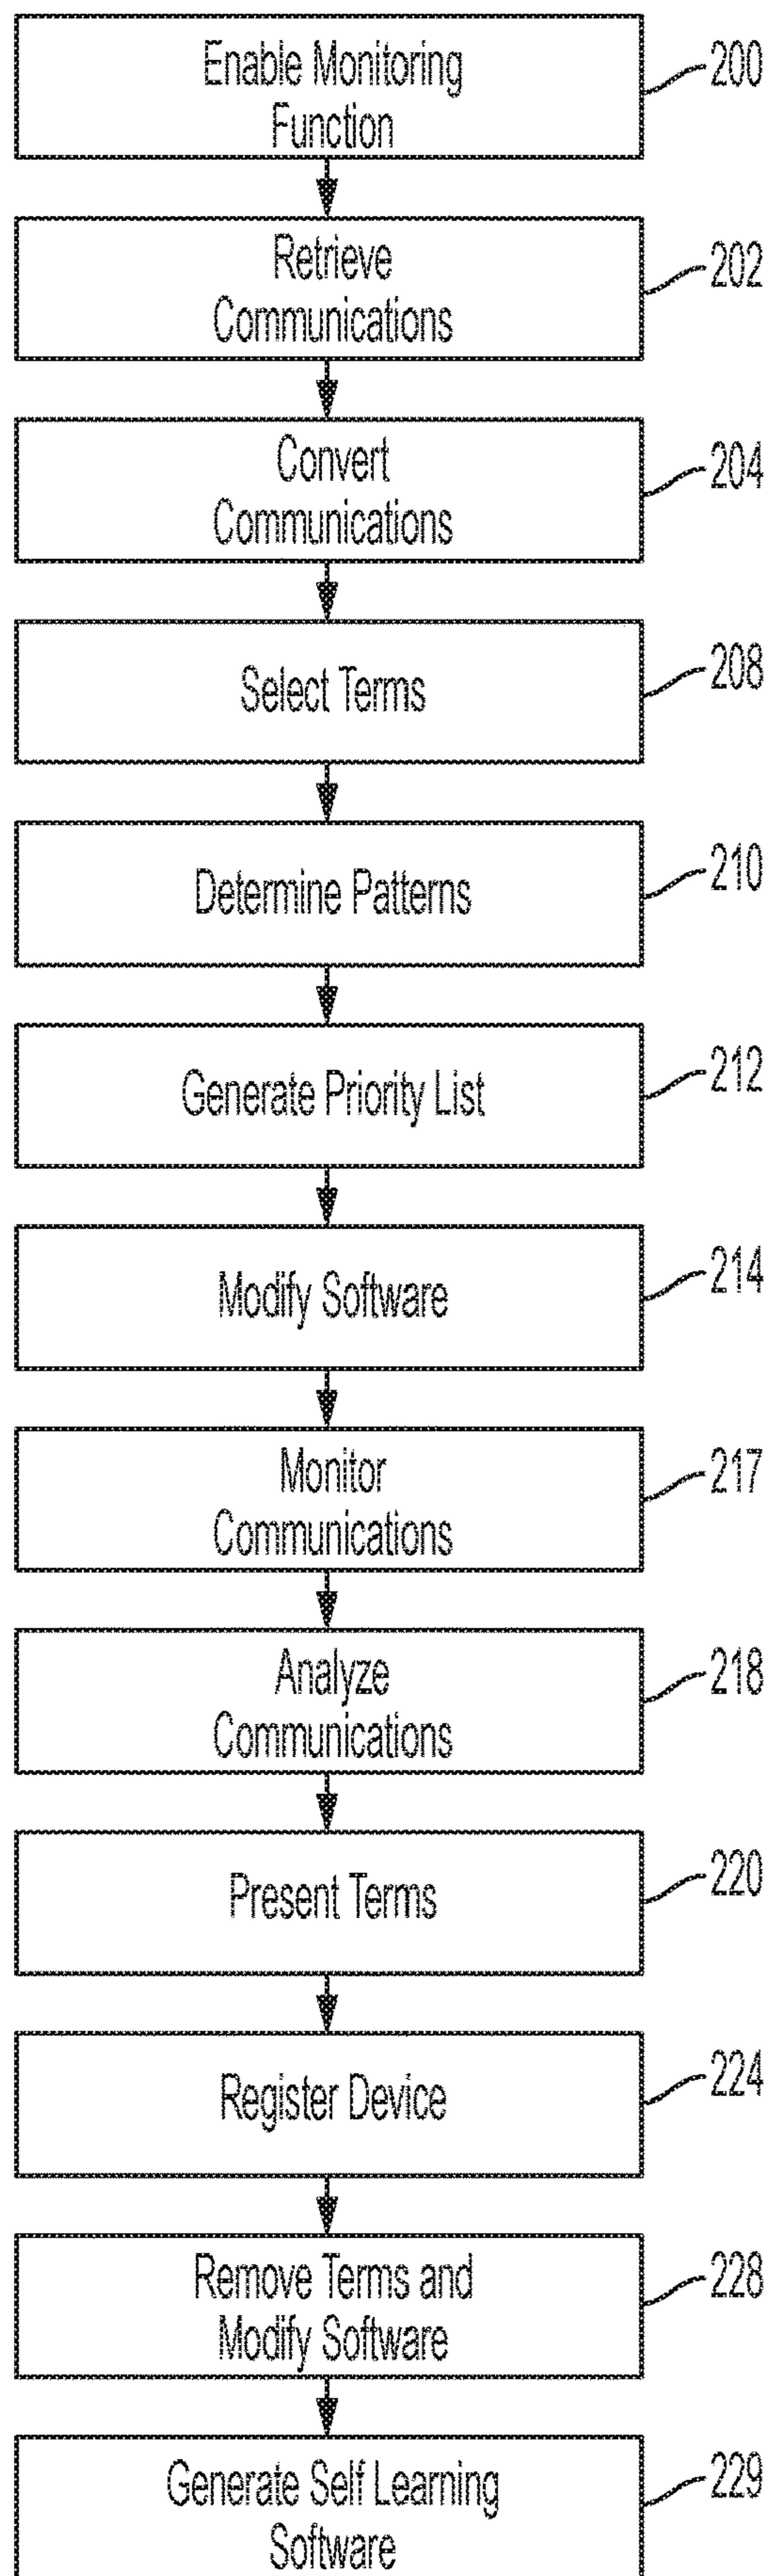 Enable Monitoring
Function
200
Retrieve
Communications
202
Convert
Communications
204
Select Terms
208
Determine Patterns
210
Generate Priority List
212
Modify Software
214
Monitor
Communications
217
Analyze
Communications
218
Present Terms
220
Register Device
224
Remove Terms and
Modify Software
228
Generate Self Learning
Software
229